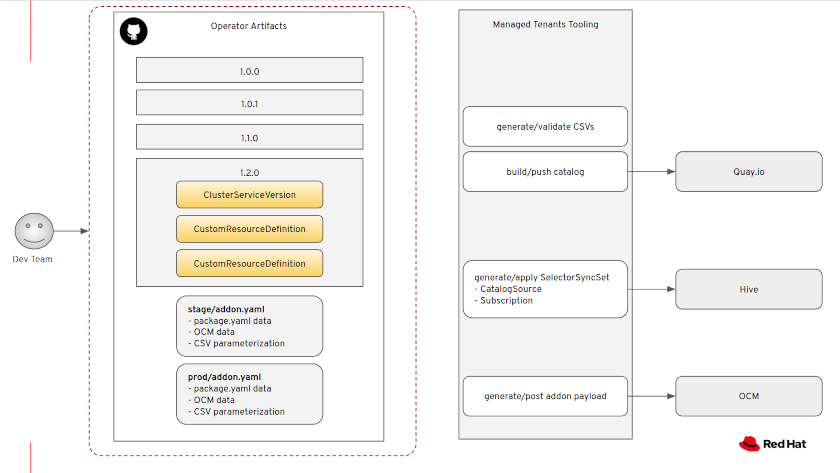 Operator Artifacts
1.0.0
1.0.1
1.1.0
1.2.0
ClusterServiceVersion
CustomResourceDefinition
CustomResourceDefinition
Dev Team
stage/addon.yaml
- package.yaml data
- OCM data
- CSV parameterization
prod/addon.yaml
- package.yaml data
- OCM data
- CSV parameterization
Managed Tenants Tooling
generate/validate CSVs
build/push catalog
Quay.io
generate/apply SelectorSyncSet
- CatalogSource
- Subscription
Hive
generate/post addon payload
OCM
Red Hat